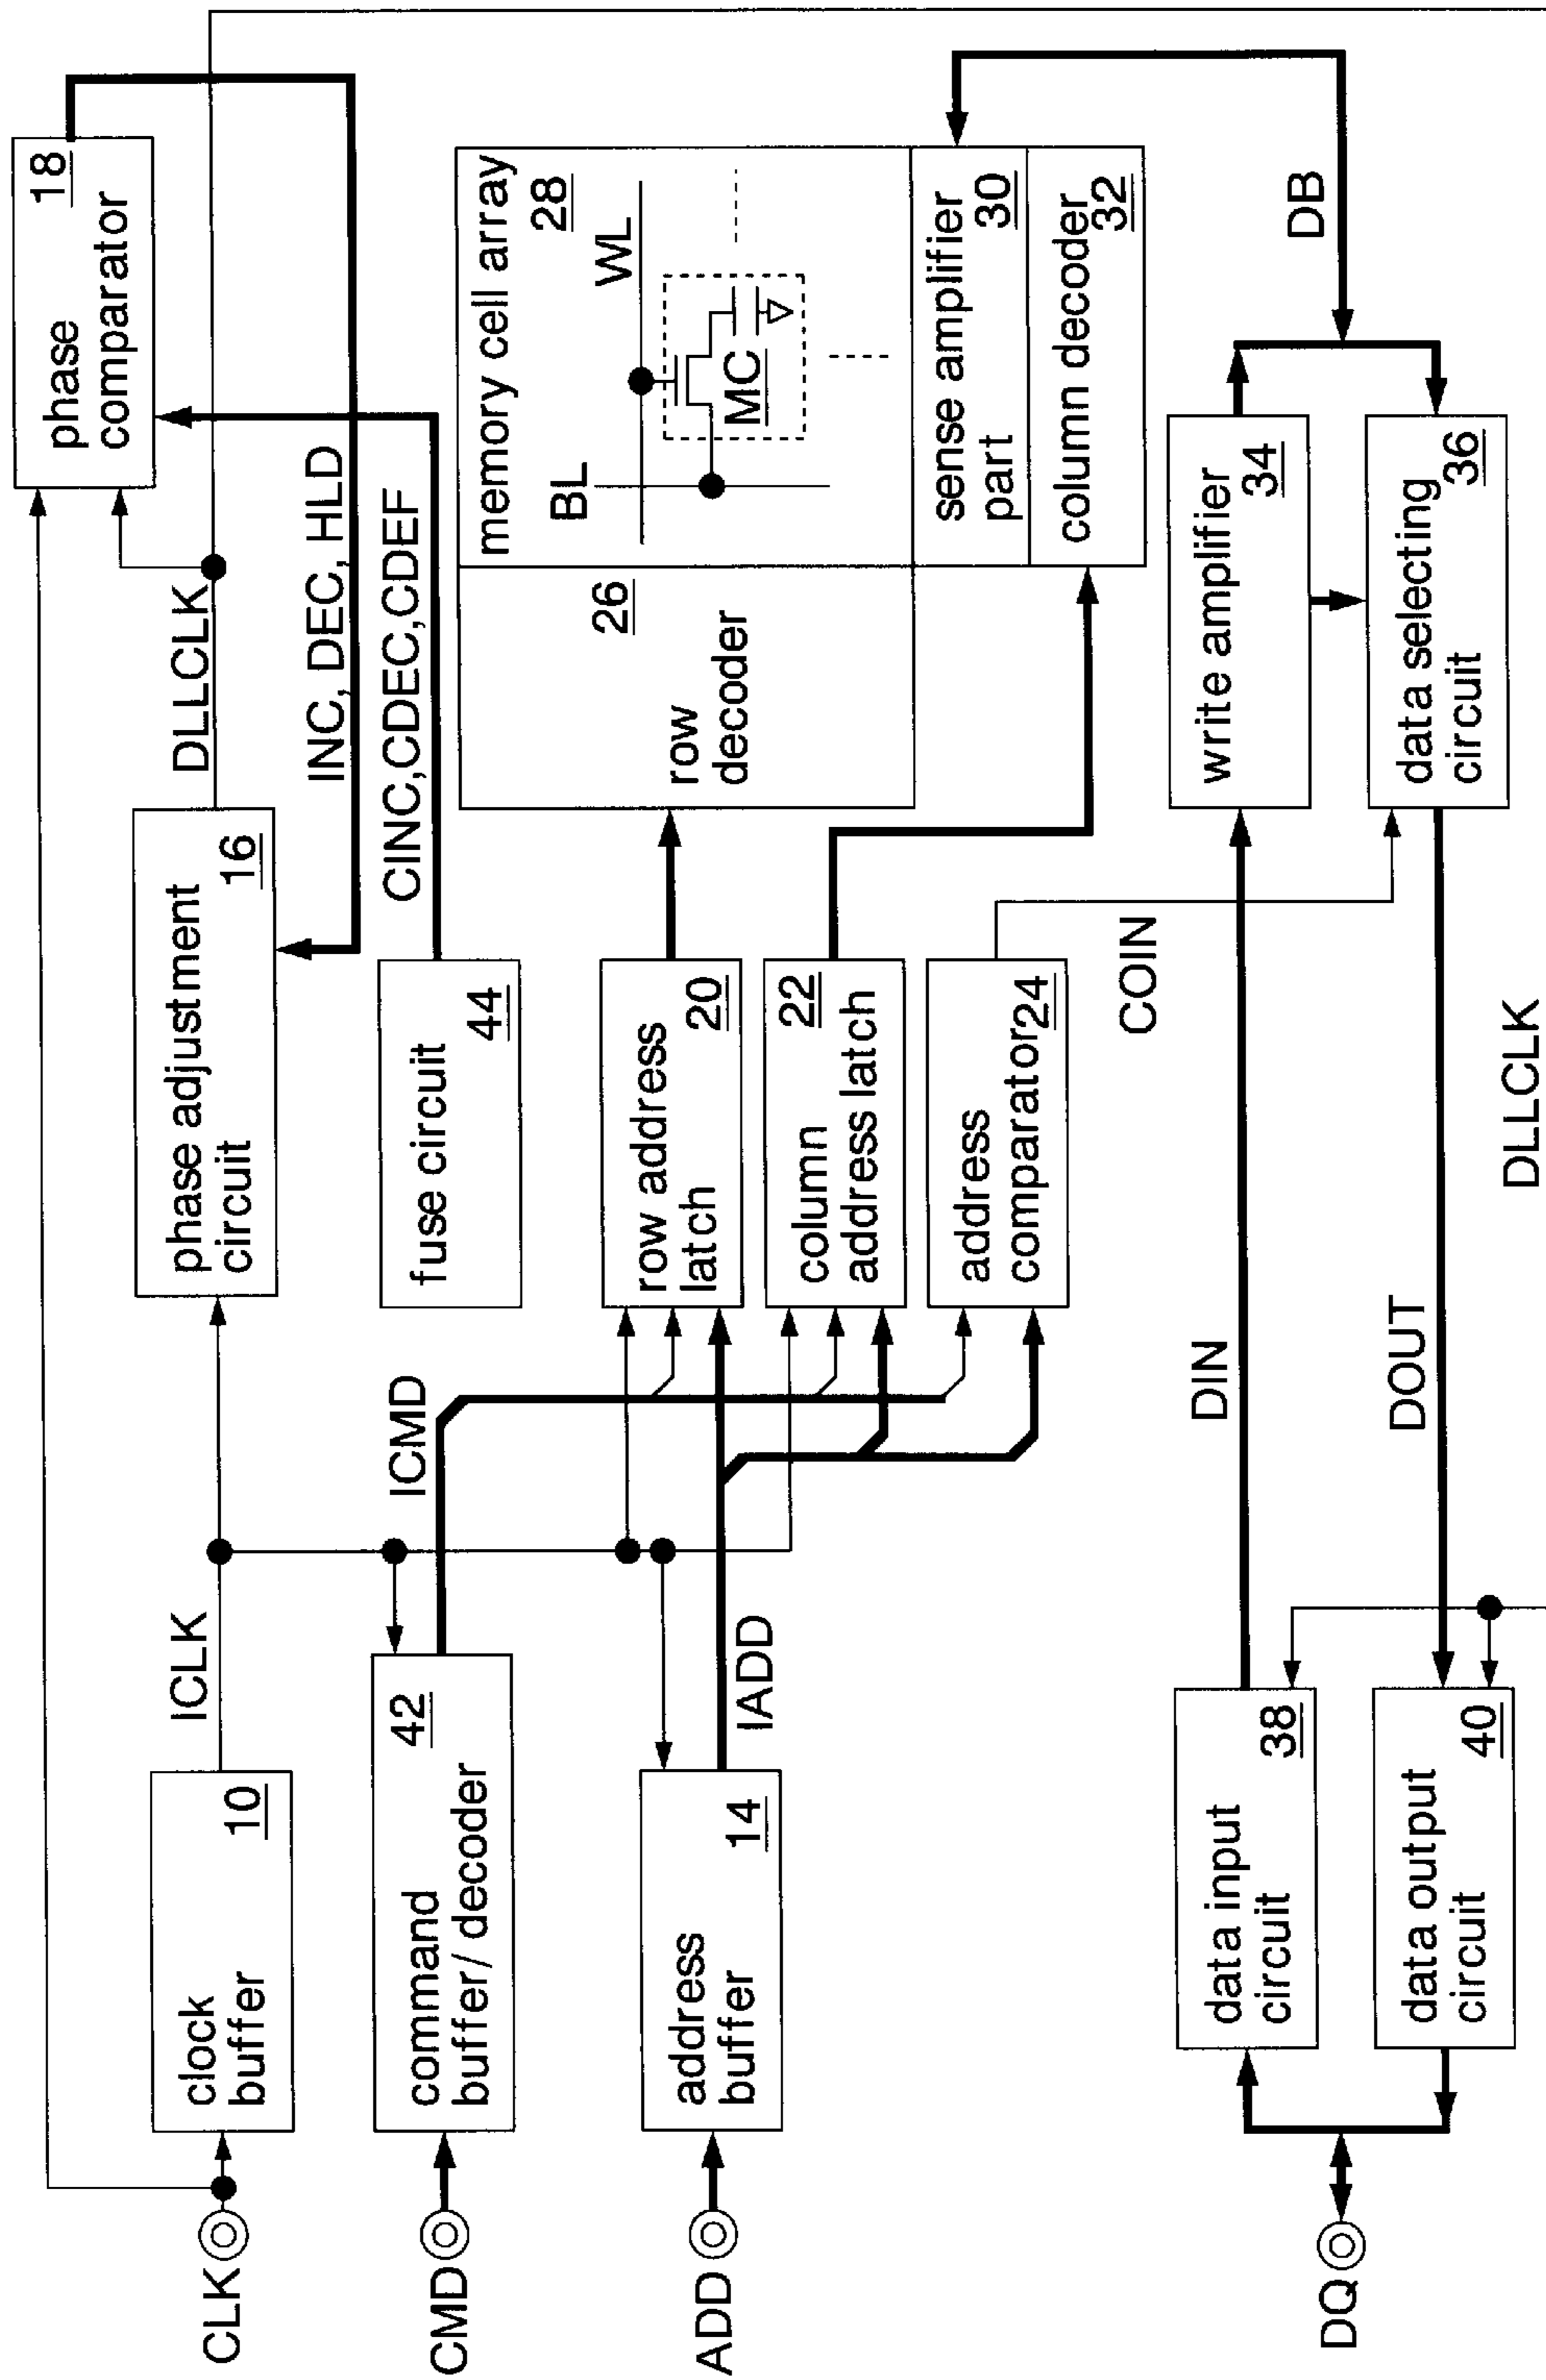 CLK
clock
buffer
10
ICLK
phase adjustment
circuit
16
DLLCLK
phase
comparator
18
INC, DEC, HLD
CINC,CDEC,CDEF
CMD
command
buffer/ decoder
42
ICMD
fuse circuit
44
ADD
address
buffer
14
IADD
row address
latch
20
column
address latch
22
address
comparator
24
row
decoder
26
memory cell array
28
BL
WL
MC
sense amplifier
part
30
column decoder
32
COIN
DB
DQ
data input
circuit
38
DIN
write amplifier
34
data output
circuit
40
DOUT
data selecting
circuit
36
DLLCLK